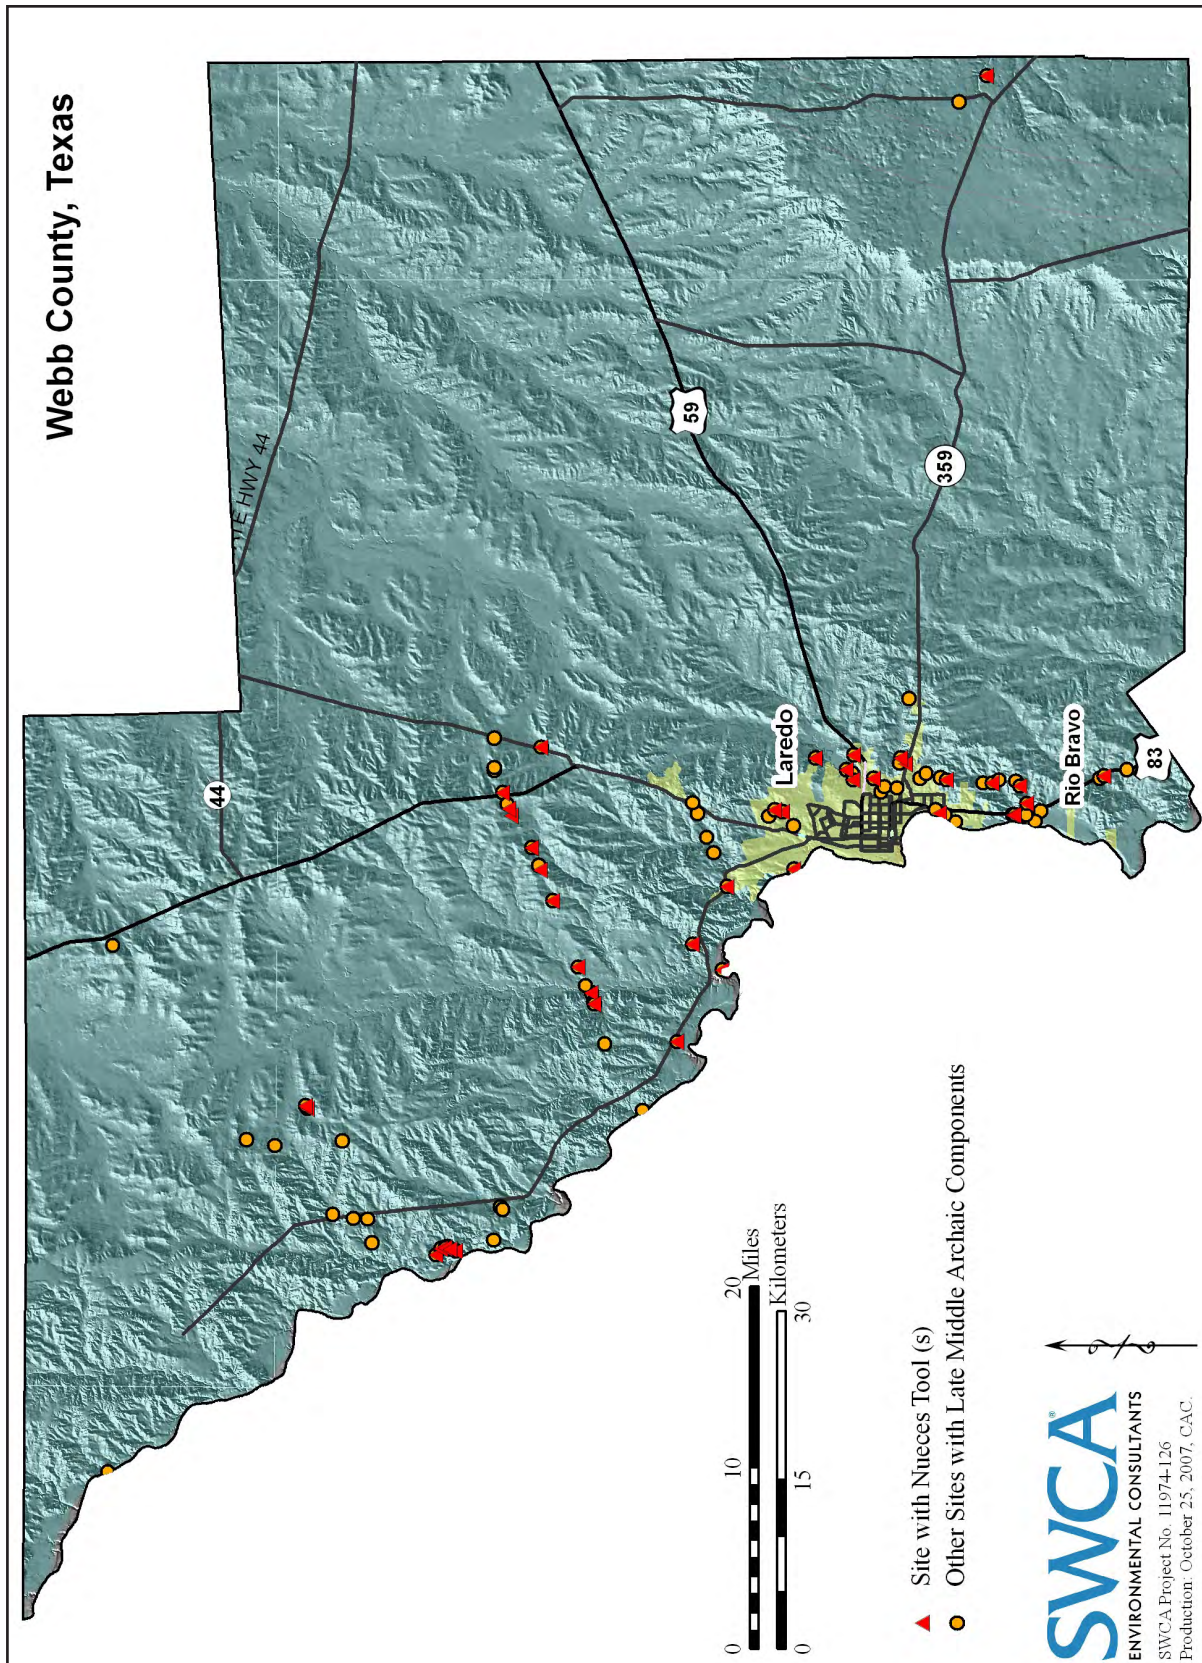 Webb County, Texas
44
TE HWY 44
59
Laredo
359
Rio Bravo
83
0 10 20
Miles
Kilometers
0 15 30
Site with Nueces Tool (s)
Other Sites with Late Middle Archaic Components
SWCA®
ENVIRONMENTAL CONSULTANTS
SWCA Project No. 11974-126
Production: October 25, 2007, CAC.